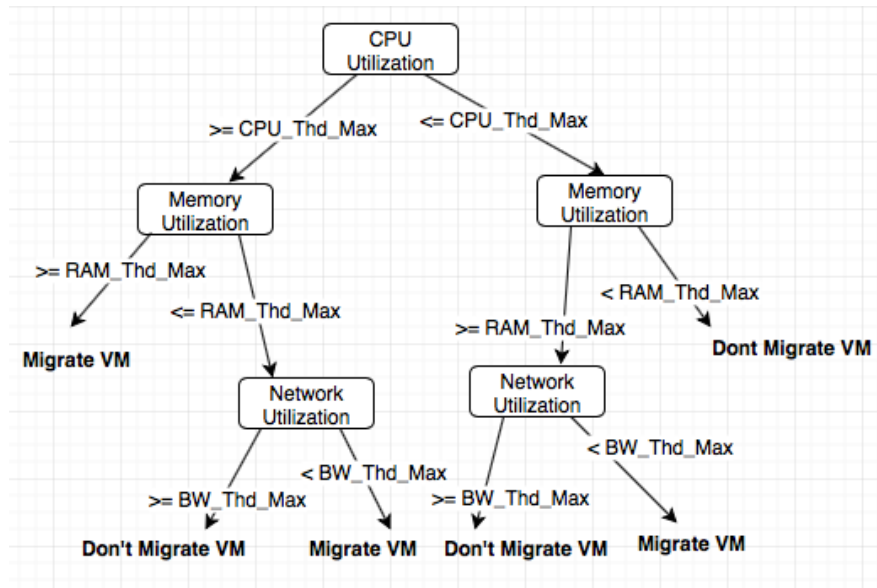 CPU
Utilization
>= CPU_Thd_Max
<= CPU_Thd_Max
Memory
Utilization
Memory
Utilization
>= RAM_Thd_Max
<= RAM_Thd_Max
>= RAM_Thd_Max
< RAM_Thd_Max
Migrate VM
Dont Migrate VM
Network
Utilization
Network
Utilization
>= BW_Thd_Max
< BW_Thd_Max
>= BW_Thd_Max
< BW_Thd_Max
Don't Migrate VM
Migrate VM
Don't Migrate VM
Migrate VM